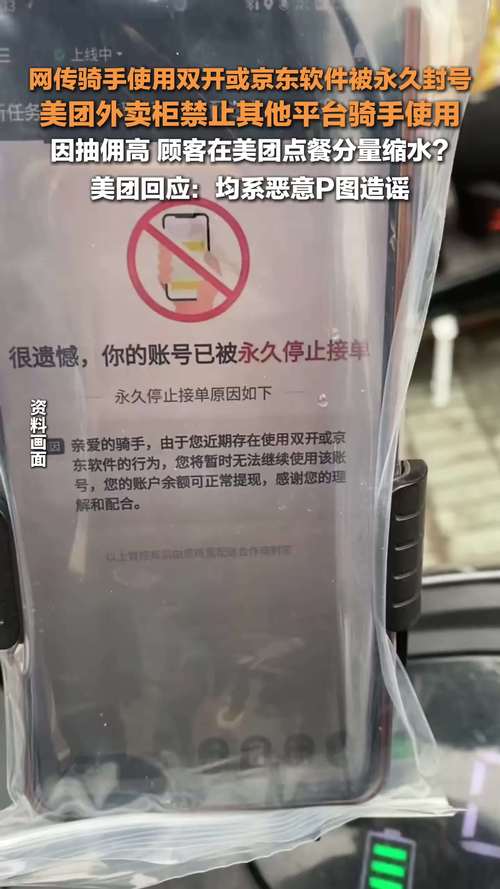 上线中
网传骑手使用双开或京东软件被永久封号
新任务
美团外卖柜禁止其他平台骑手使用
因抽佣高 顾客在美团点餐分量缩水?
美团回应：均系恶意P图造谣
很遗憾，你的账号已被永久停止接单
永久停止接单原因如下
资料画面
因
亲爱的骑手，由于您近期存在使用双开或京
东软件的行为，您将暂时无法继续使用该账
号，您的账户余额可正常提现，感谢您的理
解和配合。